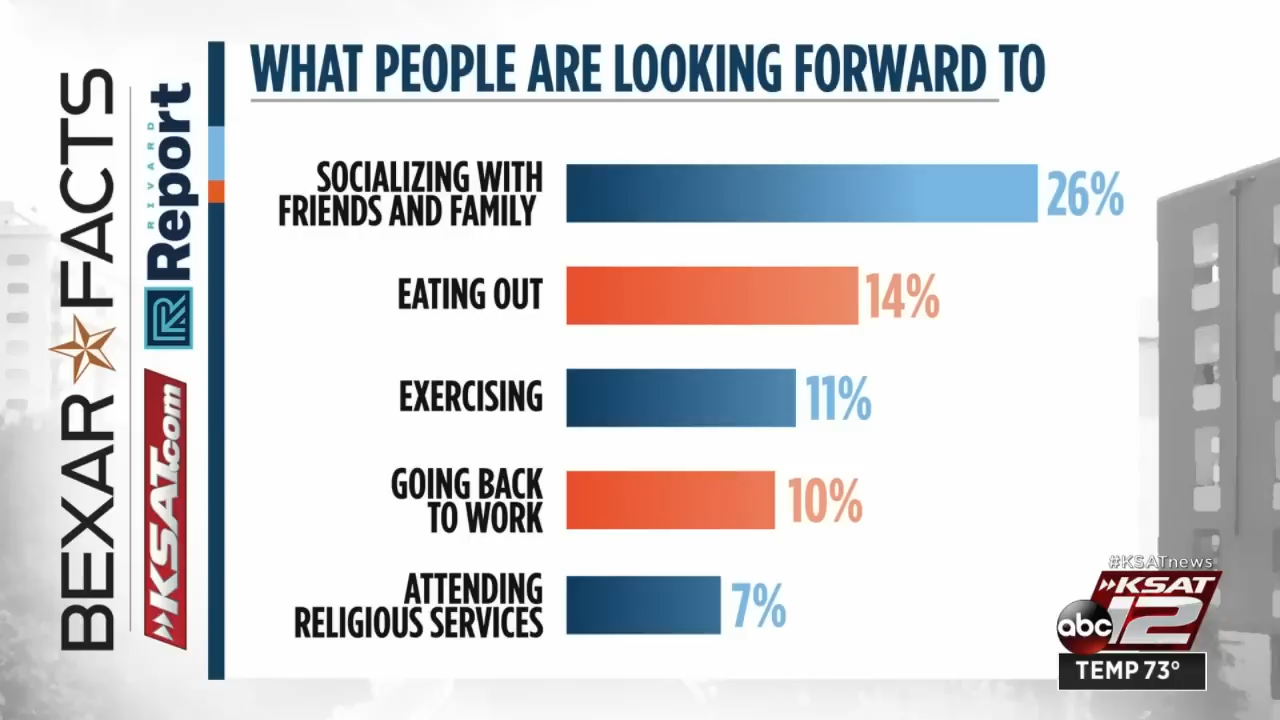 WHAT PEOPLE ARE LOOKING FORWARD TO
SOCIALIZING WITH
FRIENDS AND FAMILY
26%
EATING OUT
14%
EXERCISING
11%
GOING BACK
TO WORK
10%
ATTENDING
RELIGIOUS SERVICES
7%
BEXAR FACTS
RIVARD
Report
KSAT.com
#KSATnews
KSAT
abc
12
TEMP 73°